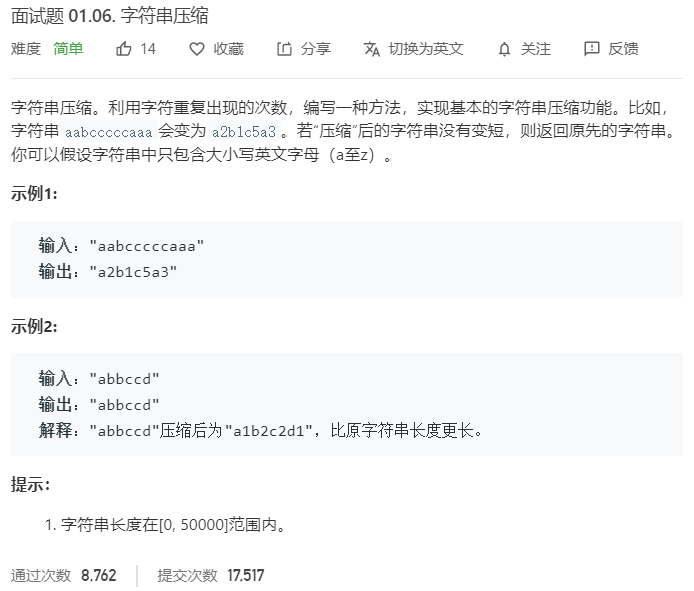 面试题 01.06. 字符串压缩
难度 简单 14 收藏 分享 切换为英文 关注 反馈
字符串压缩。利用字符重复出现的次数，编写一种方法，实现基本的字符串压缩功能。比如，
字符串 aabcccccaaa 会变为 a2b1c5a3 。若“压缩”后的字符串没有变短，则返回原先的字符串。
你可以假设字符串中只包含大小写英文字母（a至z）。
示例1:
输入："aabcccccaaa"
输出："a2b1c5a3"
示例2:
输入："abbccd"
输出："abbccd"
解释："abbccd"压缩后为"a1b2c2d1"，比原字符串长度更长。
提示：
1. 字符串长度在[0, 50000]范围内。
通过次数 8,762 提交次数 17,517